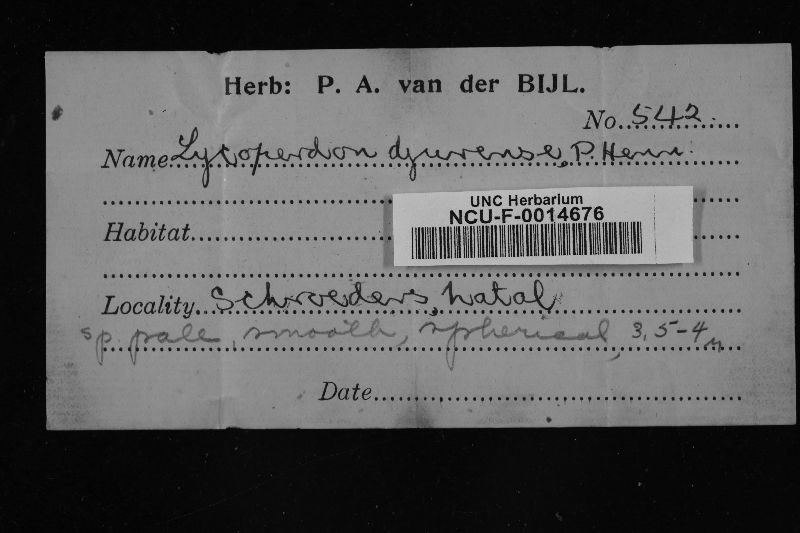 Herb: P. A. van der BIJL.
No. 542
Name Lycoperdon djurense, P. Henn.
UNC Herbarium
NCU-F-0014676
Habitat
Locality Schroeders, Natal
sp. pale, smooth, spherical, 3,5-4 µ
Date